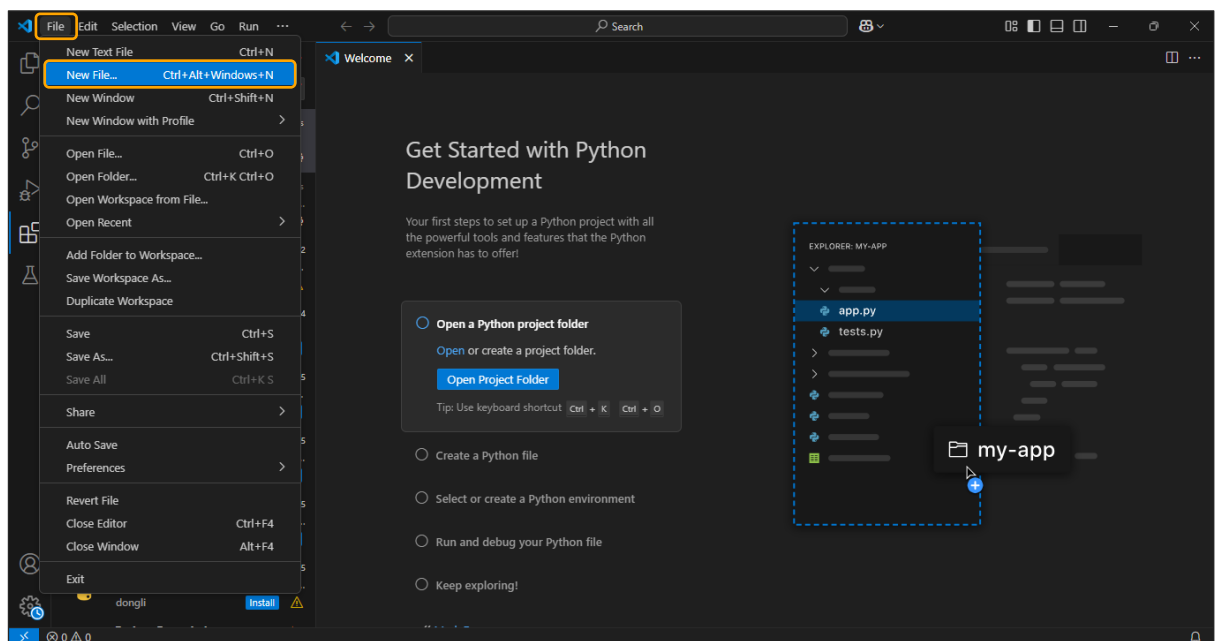 File Edit Selection View Go Run ···
Search
New Text File Ctrl+N
New File... Ctrl+Alt+Windows+N
New Window Ctrl+Shift+N
New Window with Profile
Open File... Ctrl+O
Open Folder... Ctrl+K Ctrl+O
Open Workspace from File...
Open Recent
Add Folder to Workspace...
Save Workspace As...
Duplicate Workspace
Save Ctrl+S
Save As... Ctrl+Shift+S
Save All Ctrl+K S
Share
Auto Save
Preferences
Revert File
Close Editor Ctrl+F4
Close Window Alt+F4
Exit
dongli Install
0 0
Welcome
Get Started with Python
Development
Your first steps to set up a Python project with all
the powerful tools and features that the Python
extension has to offer!
Open a Python project folder
Open or create a project folder.
Open Project Folder
Tip: Use keyboard shortcut Ctrl + K Ctrl + O
Create a Python file
Select or create a Python environment
Run and debug your Python file
Keep exploring!
EXPLORER: MY-APP
app.py
tests.py
my-app